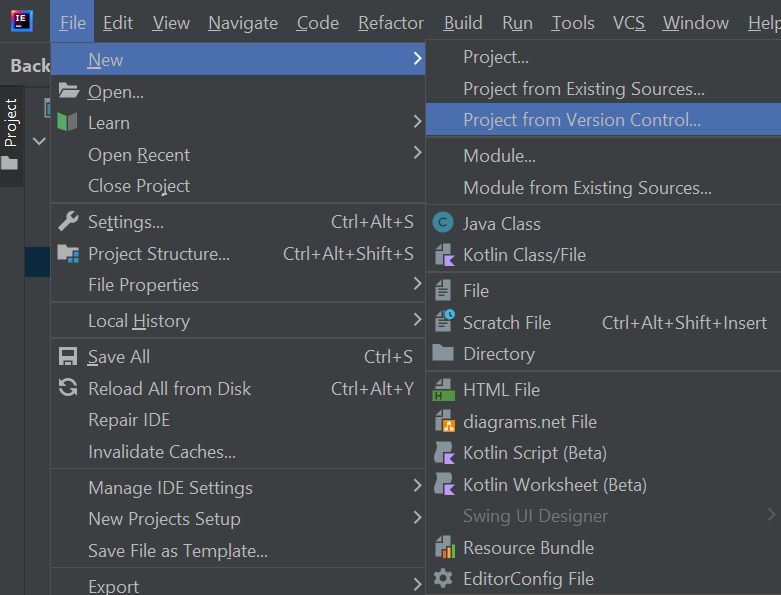 IE
File Edit View Navigate Code Refactor Build Run Tools VCS Window Help
Back
Project
New
Open...
Learn
Open Recent
Close Project
Settings... Ctrl+Alt+S
Project Structure... Ctrl+Alt+Shift+S
File Properties
Local History
Save All Ctrl+S
Reload All from Disk Ctrl+Alt+Y
Repair IDE
Invalidate Caches...
Manage IDE Settings
New Projects Setup
Save File as Template...
Export
Project...
Project from Existing Sources...
Project from Version Control...
Module...
Module from Existing Sources...
C Java Class
Kotlin Class/File
File
Scratch File Ctrl+Alt+Shift+Insert
Directory
H HTML File
diagrams.net File
Kotlin Script (Beta)
Kotlin Worksheet (Beta)
Swing UI Designer
Resource Bundle
EditorConfig File